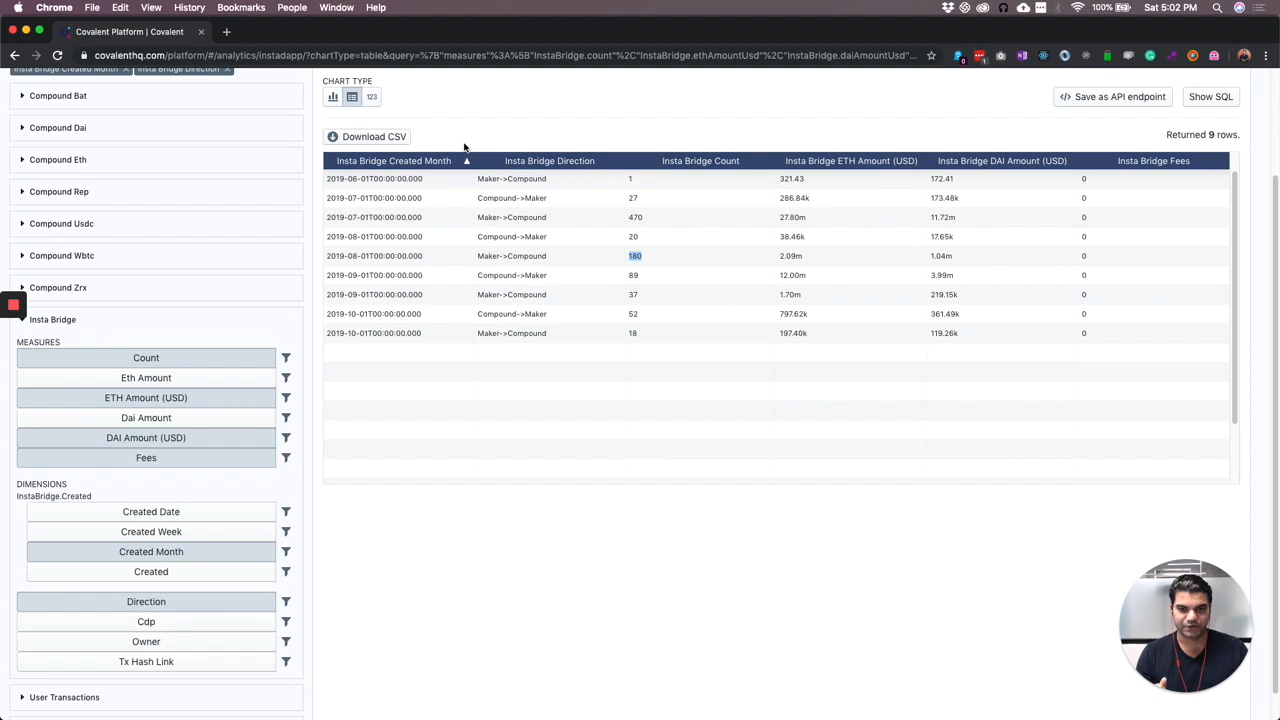 Chrome File Edit View History Bookmarks People Window Help 100% Sat 5:02 PM
Covalent Platform | Covalent
covalenthq.com/platform/#/analytics/instadapp/?chartType=table&query=%7B"measures"%3A%5B"InstaBridge.count"%2C"InstaBridge.ethAmountUsd"%2C"InstaBridge.daiAmountUsd"...
Insta Bridge Created Month Insta Bridge Direction
CHART TYPE
123
Save as API endpoint
Show SQL
Download CSV
Returned 9 rows.
Compound Bat
Compound Dai
Compound Eth
Compound Rep
Compound Usdc
Compound Wbtc
Compound Zrx
Insta Bridge
MEASURES
Count
Eth Amount
ETH Amount (USD)
Dai Amount
DAI Amount (USD)
Fees
DIMENSIONS
InstaBridge.Created
Created Date
Created Week
Created Month
Created
Direction
Cdp
Owner
Tx Hash Link
User Transactions
Insta Bridge Created Month Insta Bridge Direction Insta Bridge Count Insta Bridge ETH Amount (USD) Insta Bridge DAI Amount (USD) Insta Bridge Fees
2019-06-01T00:00:00.000 Maker->Compound 1 321.43 172.41 0
2019-07-01T00:00:00.000 Compound->Maker 27 286.84k 173.48k 0
2019-07-01T00:00:00.000 Maker->Compound 470 27.80m 11.72m 0
2019-08-01T00:00:00.000 Compound->Maker 20 38.46k 17.65k 0
2019-08-01T00:00:00.000 Maker->Compound 180 2.09m 1.04m 0
2019-09-01T00:00:00.000 Compound->Maker 89 12.00m 3.99m 0
2019-09-01T00:00:00.000 Maker->Compound 37 1.70m 219.15k 0
2019-10-01T00:00:00.000 Compound->Maker 52 797.62k 361.49k 0
2019-10-01T00:00:00.000 Maker->Compound 18 197.40k 119.26k 0